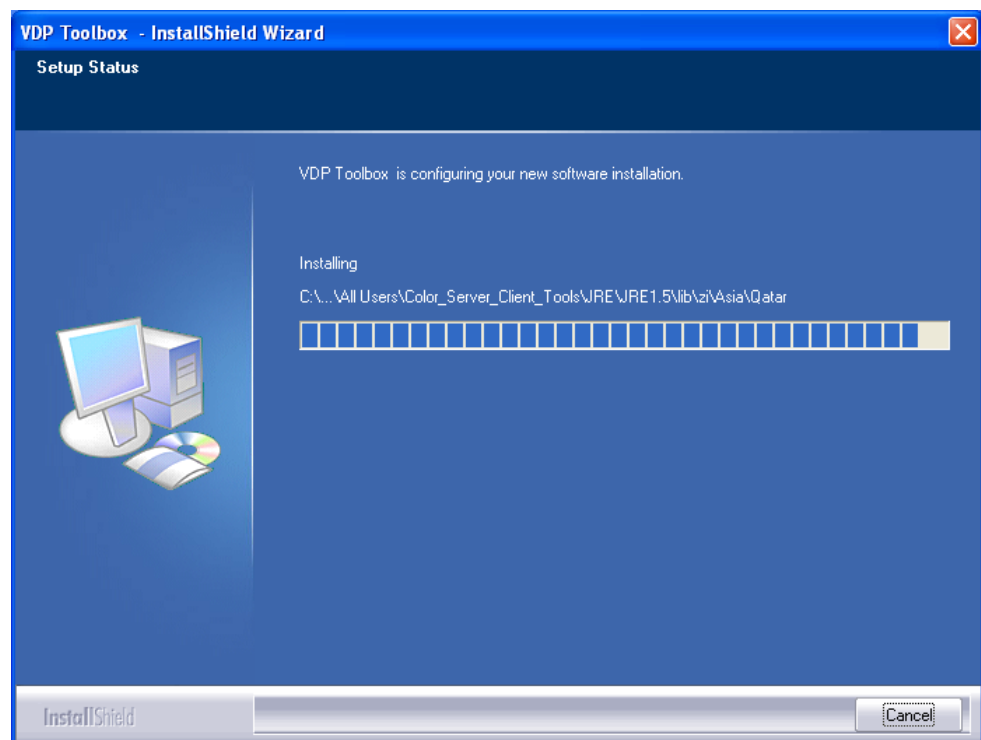 VDP Toolbox - InstallShield Wizard
Setup Status
VDP Toolbox is configuring your new software installation.
Installing
C:\...\All Users\Color_Server_Client_Tools\JRE\JRE1.5\lib\zi\Asia\Qatar
InstallShield
Cancel